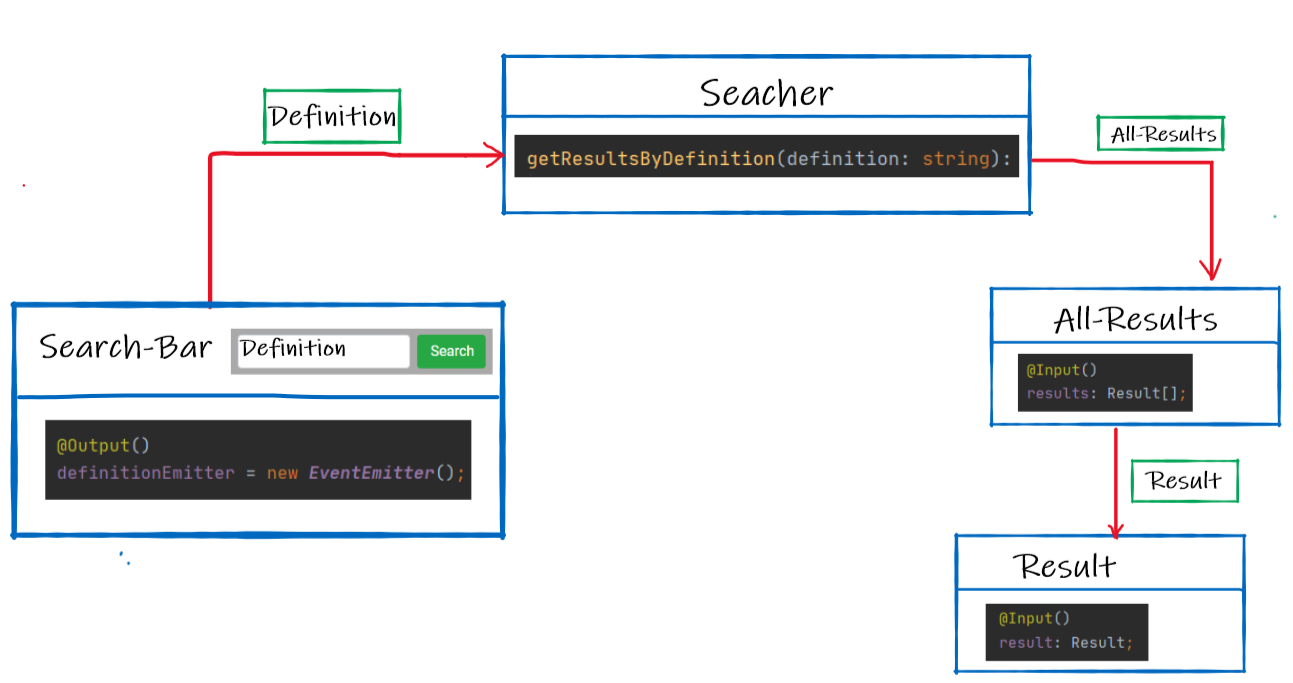 Seacher
Definition
getResultsByDefinition(definition: string):
All-Results
Search-Bar
Definition
Search
@Output()
definitionEmitter = new EventEmitter();
All-Results
@Input()
results: Result[];
Result
Result
@Input()
result: Result;